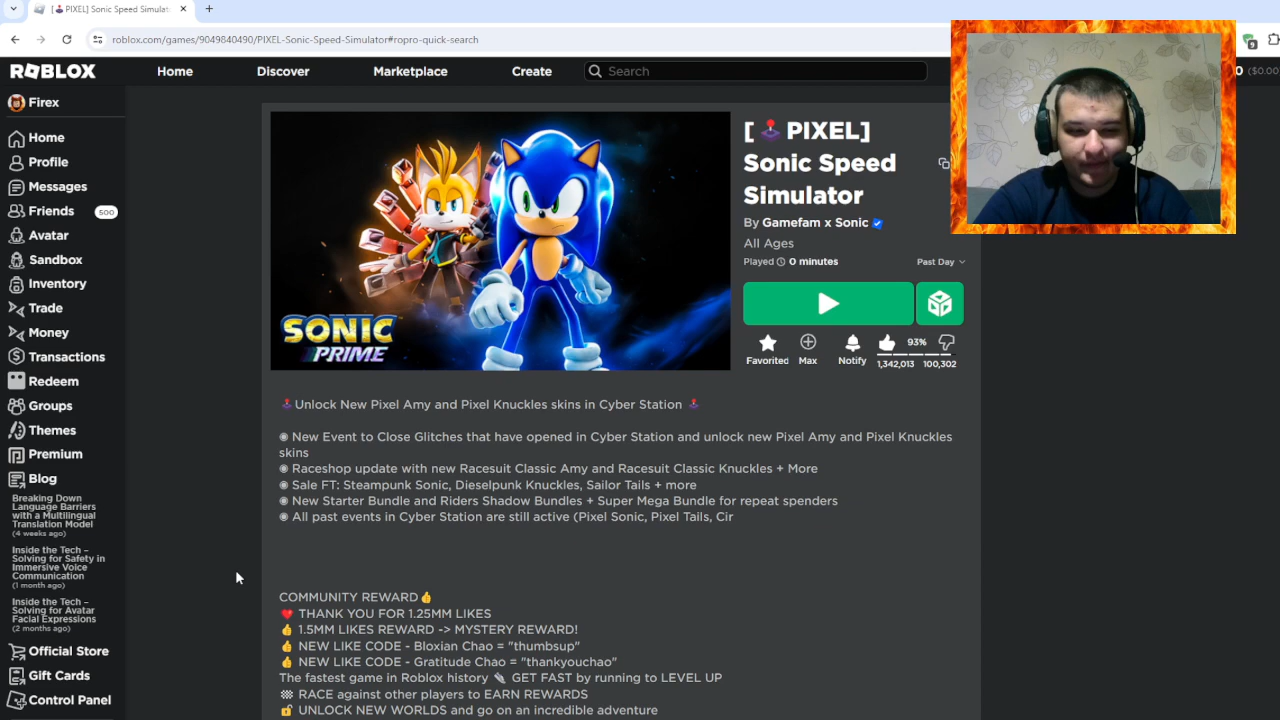 [🕹️PIXEL] Sonic Speed Simulat
roblox.com/games/9049840490/PIXEL-Sonic-Speed-Simulator#ropro-quick-search
9
ROBLOX
Home
Discover
Marketplace
Create
Search
0 ($0.00
Firex
Home
Profile
Messages
Friends
500
Avatar
Sandbox
Inventory
Trade
Money
Transactions
Redeem
Groups
Themes
Premium
Blog
Breaking Down
Language Barriers
with a Multilingual
Translation Model
(4 weeks ago)
Inside the Tech –
Solving for Safety in
Immersive Voice
Communication
(1 month ago)
Inside the Tech –
Solving for Avatar
Facial Expressions
(2 months ago)
Official Store
Gift Cards
Control Panel
SONIC
PRIME
[🕹️PIXEL]
Sonic Speed
Simulator
By Gamefam x Sonic
All Ages
Played 0 minutes
Past Day
Favorited
Max
Notify
93%
1,342,013
100,302
🕹️Unlock New Pixel Amy and Pixel Knuckles skins in Cyber Station 🕹️
◉ New Event to Close Glitches that have opened in Cyber Station and unlock new Pixel Amy and Pixel Knuckles
skins
◉ Raceshop update with new Racesuit Classic Amy and Racesuit Classic Knuckles + More
◉ Sale FT: Steampunk Sonic, Dieselpunk Knuckles, Sailor Tails + more
◉ New Starter Bundle and Riders Shadow Bundles + Super Mega Bundle for repeat spenders
◉ All past events in Cyber Station are still active (Pixel Sonic, Pixel Tails, Cir
COMMUNITY REWARD👍
❤️ THANK YOU FOR 1.25MM LIKES
👍 1.5MM LIKES REWARD -> MYSTERY REWARD!
👍 NEW LIKE CODE - Bloxian Chao = "thumbsup"
👍 NEW LIKE CODE - Gratitude Chao = "thankyouchao"
The fastest game in Roblox history 👟 GET FAST by running to LEVEL UP
🏁 RACE against other players to EARN REWARDS
🔓 UNLOCK NEW WORLDS and go on an incredible adventure